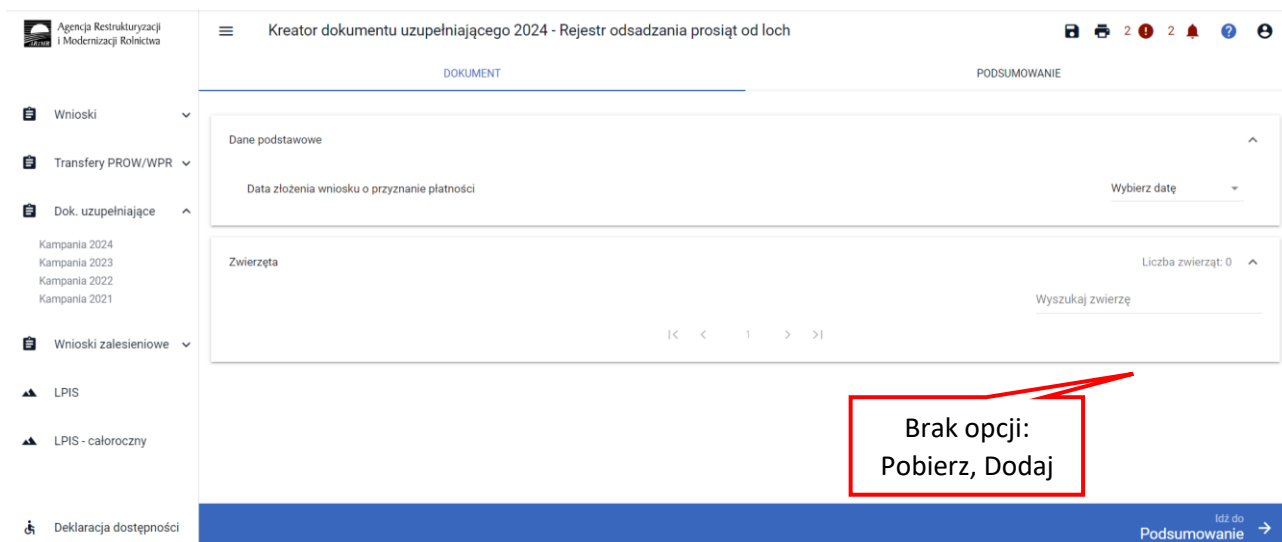 Agencja Restrukturyzacji
i Modernizacji Rolnictwa
ARiMR
Kreator dokumentu uzupełniającego 2024 - Rejestr odsadzania prosiąt od loch
2
2
DOKUMENT
PODSUMOWANIE
Wnioski
Transfery PROW/WPR
Dok. uzupełniające
Kampania 2024
Kampania 2023
Kampania 2022
Kampania 2021
Wnioski zalesieniowe
LPIS
LPIS - całoroczny
Deklaracja dostępności
Dane podstawowe
Data złożenia wniosku o przyznanie płatności
Wybierz datę
Zwierzęta
Liczba zwierząt: 0
Wyszukaj zwierzę
1
Brak opcji:
Pobierz, Dodaj
Idź do
Podsumowanie